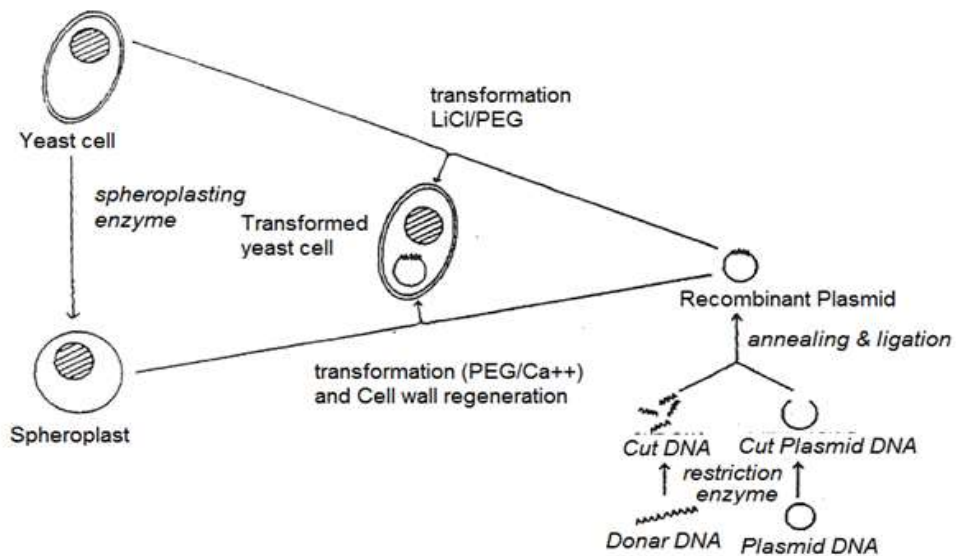 transformation
LiCl/PEG
Yeast cell
spheroplasting
enzyme
Transformed
yeast cell
Recombinant Plasmid
annealing & ligation
transformation (PEG/Ca++)
and Cell wall regeneration
Spheroplast
Cut DNA
Cut Plasmid DNA
restriction
enzyme
Donar DNA
Plasmid DNA